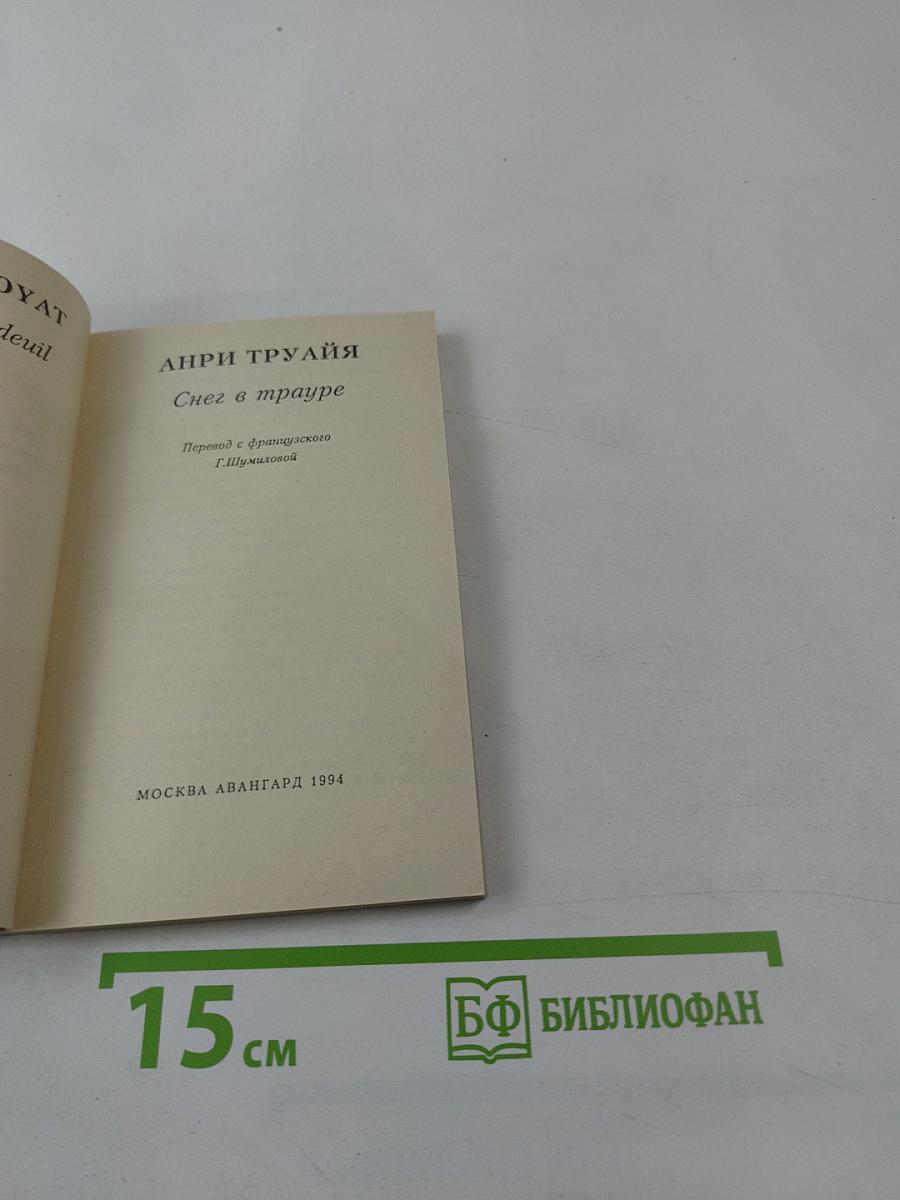 OYAT
deuil
АНРИ ТРУАЙЯ
Снег в трауре
Перевод с французского
Г.Шумиловой
МОСКВА АВАНГАРД 1994
15 см
БФ БИБЛИОФАН